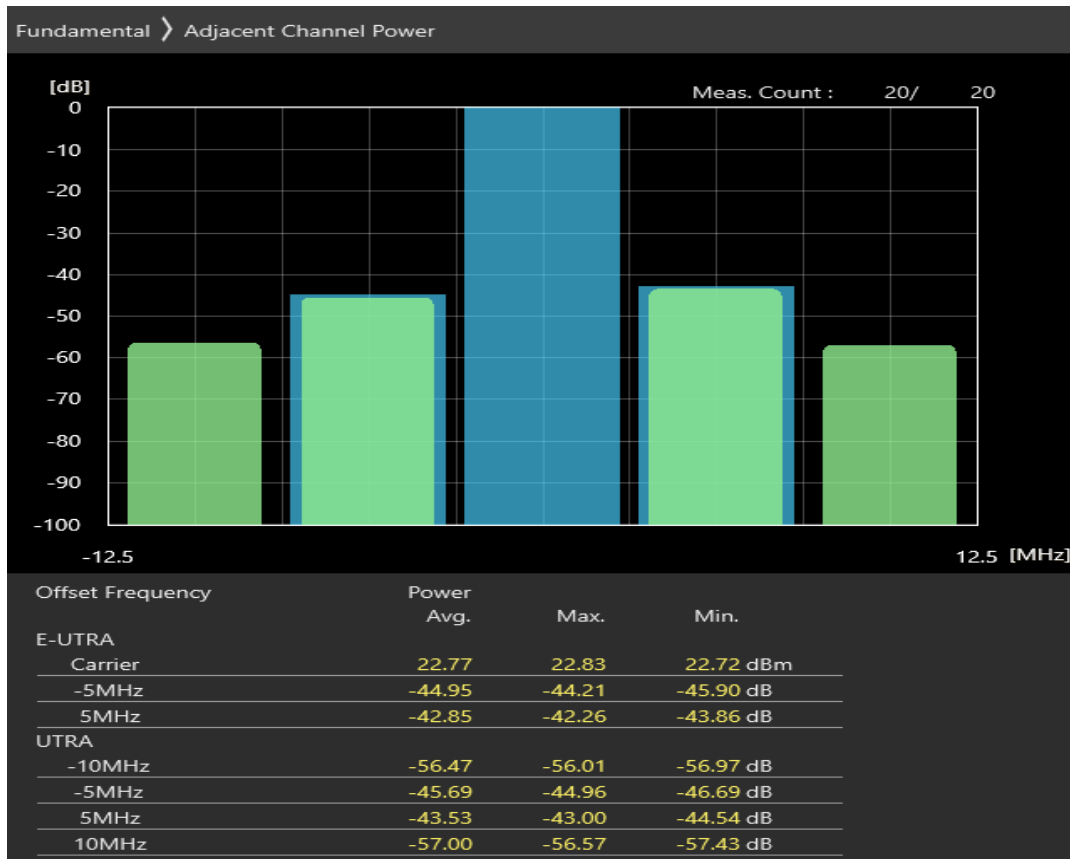 Fundamental 》 Adjacent Channel Power
[dB]
Meas. Count : 20/ 20
0
-10
-20
-30
-40
-50
-60
-70
-80
-90
-100
-12.5 12.5 [MHz]
Offset Frequency Power
Avg. Max. Min.
E-UTRA
Carrier 22.77 22.83 22.72 dBm
-5MHz -44.95 -44.21 -45.90 dB
5MHz -42.85 -42.26 -43.86 dB
UTRA
-10MHz -56.47 -56.01 -56.97 dB
-5MHz -45.69 -44.96 -46.69 dB
5MHz -43.53 -43.00 -44.54 dB
10MHz -57.00 -56.57 -57.43 dB